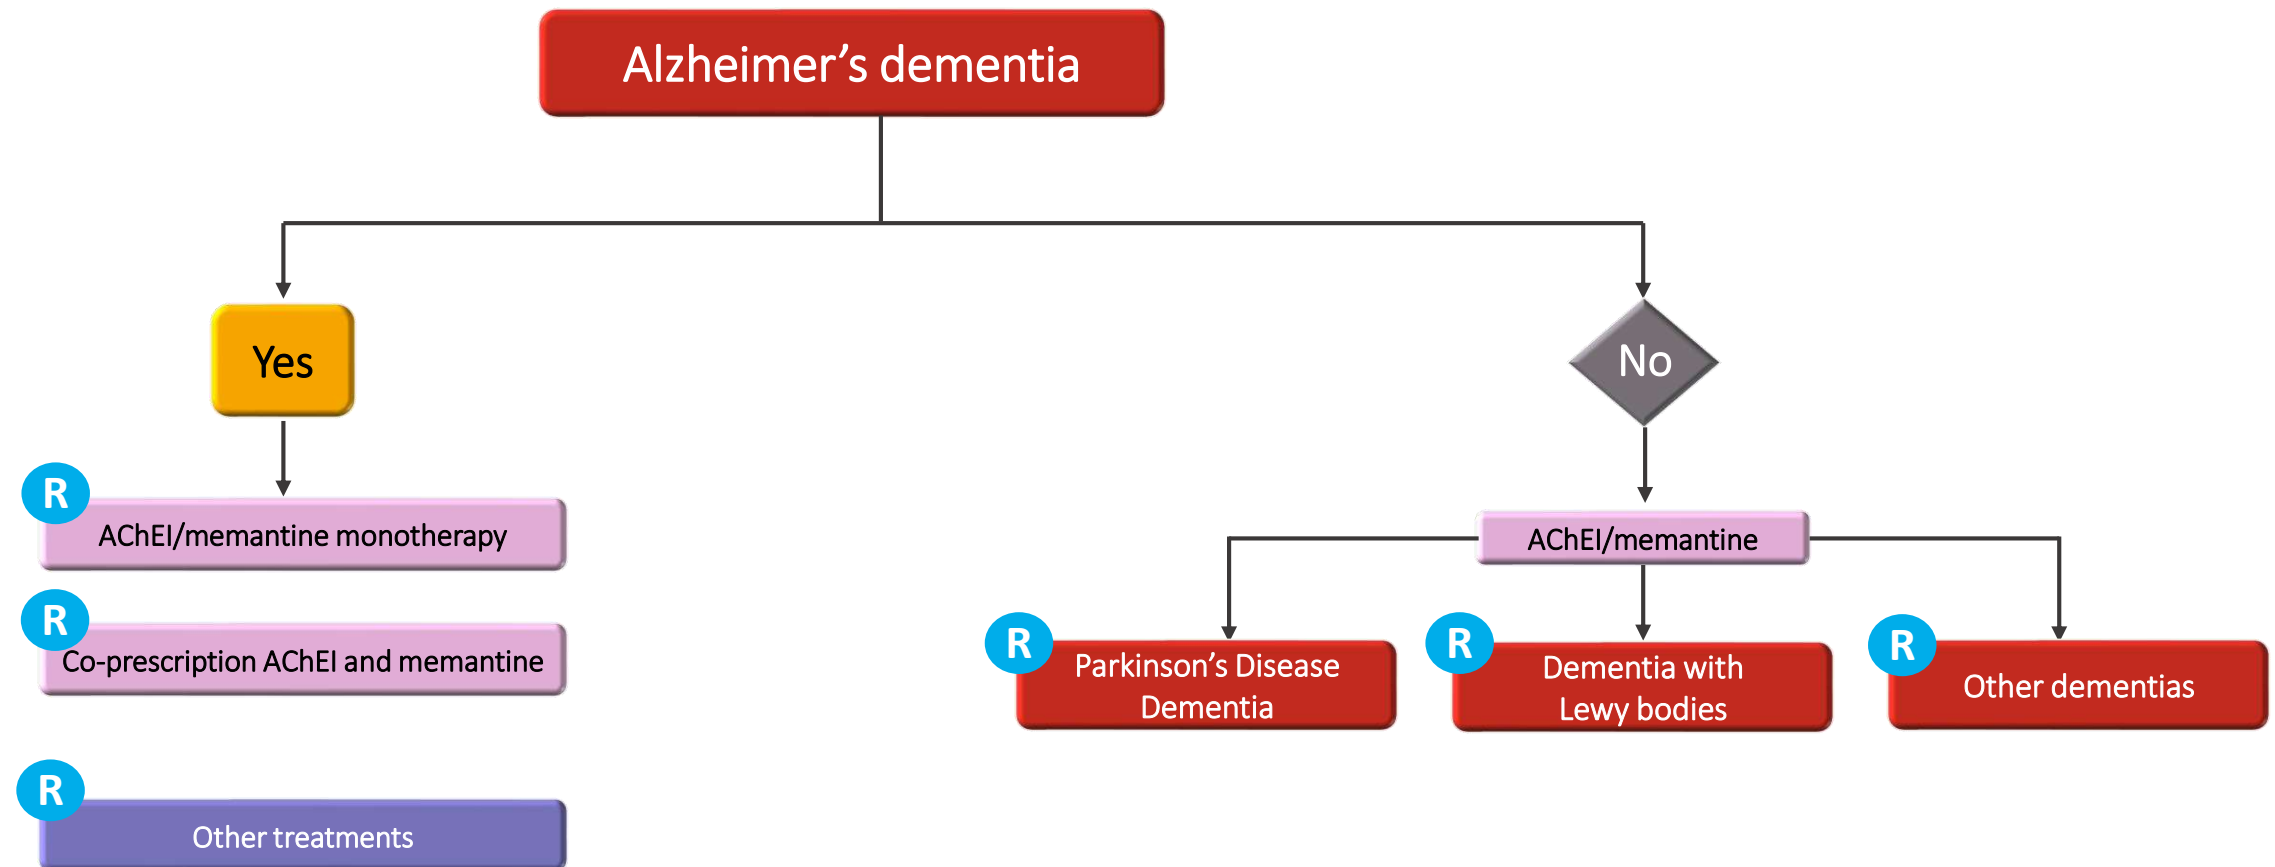 Alzheimer’s dementia
Yes
No
R
AChEI/memantine monotherapy
R
Co-prescription AChEI and memantine
R
Other treatments
AChEI/memantine
R
Parkinson’s Disease
Dementia
R
Dementia with
Lewy bodies
R
Other dementias